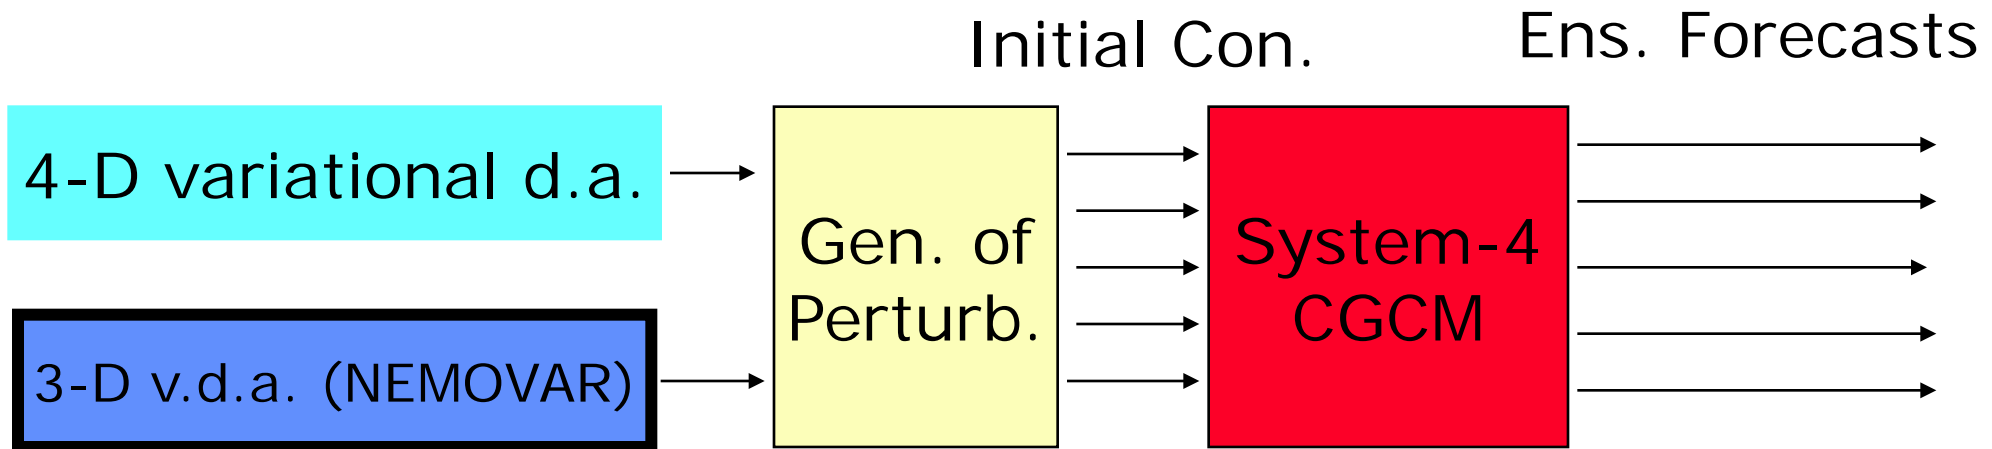 Initial Con.
Ens. Forecasts
4-D variational d.a.
3-D v.d.a. (NEMOVAR)
Gen. of
Perturb.
System-4
CGCM